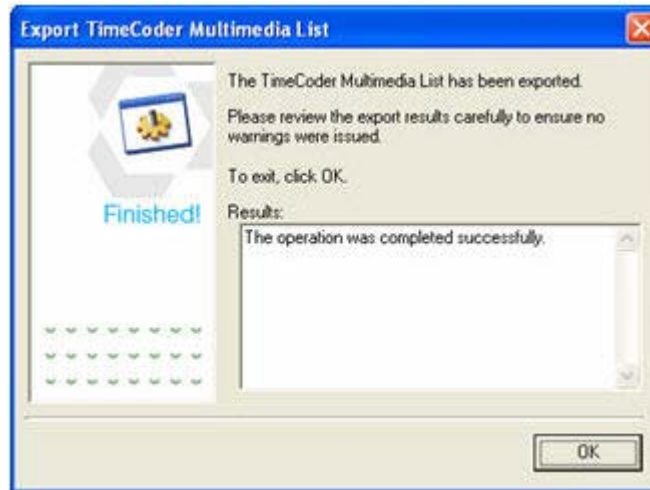 Export TimeCoder Multimedia List
The TimeCoder Multimedia List has been exported.
Please review the export results carefully to ensure no
warnings were issued.
To exit, click OK.
Finished!
Results:
The operation was completed successfully.
OK